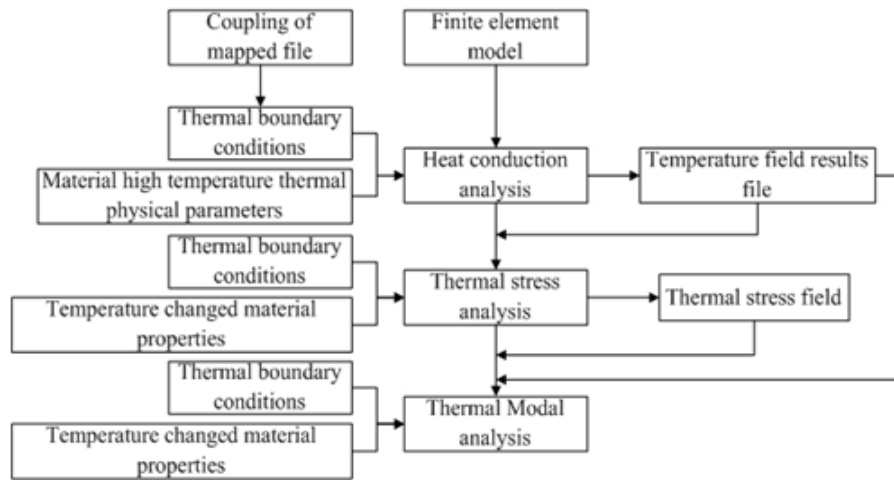 Coupling of
mapped file
Finite element
model
Thermal boundary
conditions
Material high temperature thermal
physical parameters
Heat conduction
analysis
Temperature field results
file
Thermal boundary
conditions
Temperature changed material
properties
Thermal stress
analysis
Thermal stress field
Thermal boundary
conditions
Temperature changed material
properties
Thermal Modal
analysis